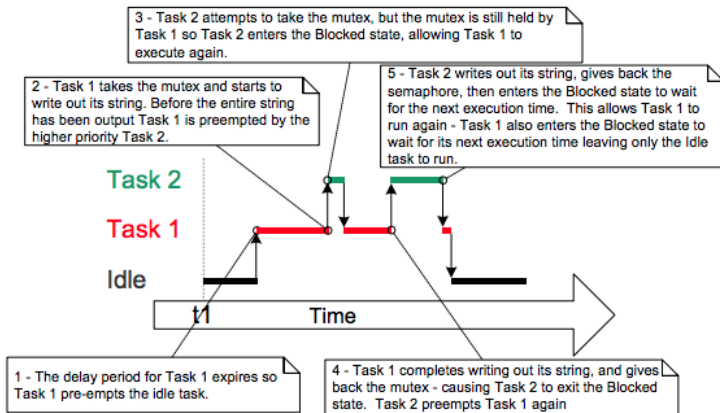 3 - Task 2 attempts to take the mutex, but the mutex is still held by
Task 1 so Task 2 enters the Blocked state, allowing Task 1 to
execute again.
2 - Task 1 takes the mutex and starts to
write out its string. Before the entire string
has been output Task 1 is preempted by the
higher priority Task 2.
5 - Task 2 writes out its string, gives back the
semaphore, then enters the Blocked state to wait
for the next execution time.  This allows Task 1 to
run again - Task 1 also enters the Blocked state to
wait for its next execution time leaving only the Idle
task to run.
Task 2
Task 1
Idle
t1
Time
1 - The delay period for Task 1 expires so
Task 1 pre-empts the idle task.
4 - Task 1 completes writing out its string, and gives
back the mutex - causing Task 2 to exit the Blocked
state.  Task 2 preempts Task 1 again